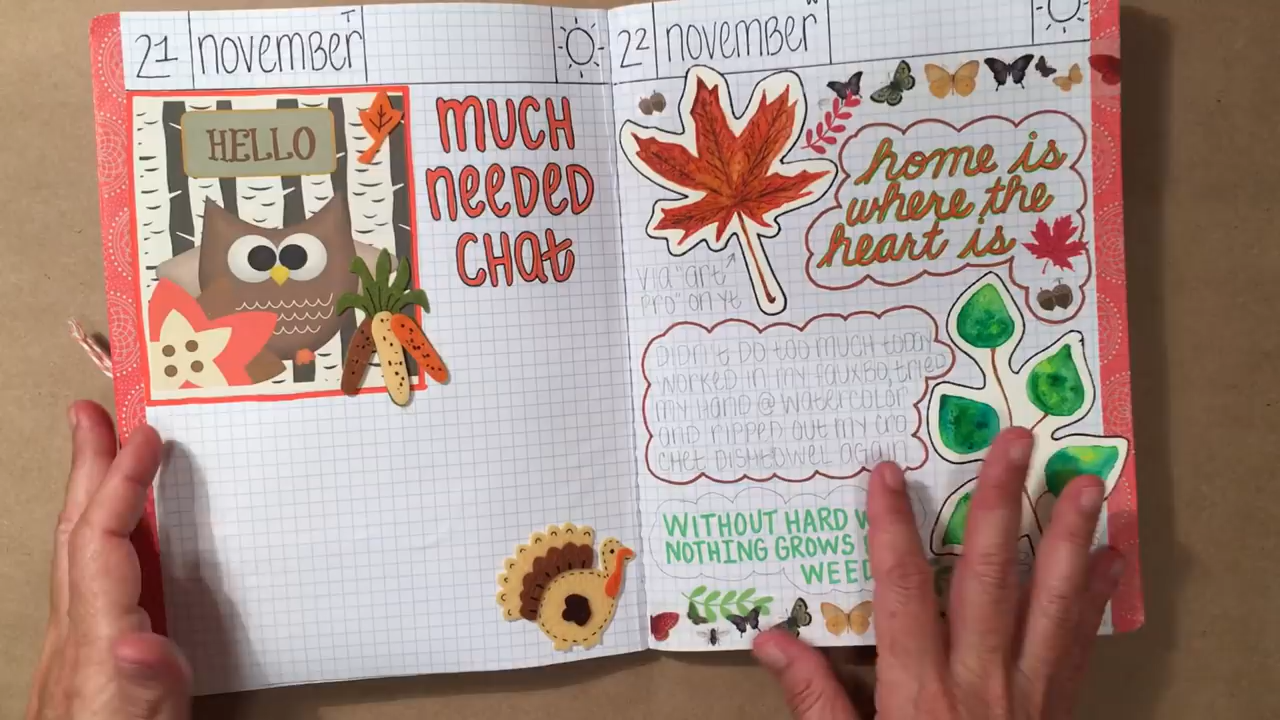 21
november
T
HELLO
much
needed
chat
22
november
W
home is
where the
heart is
via "art
pro" on yt
DIDN't DO too much today
worked in my
tried
my hand @ watercolor
and ripped out my cro
chet dishtowel again
WITHOUT HARD
NOTHING GROWS
WEED